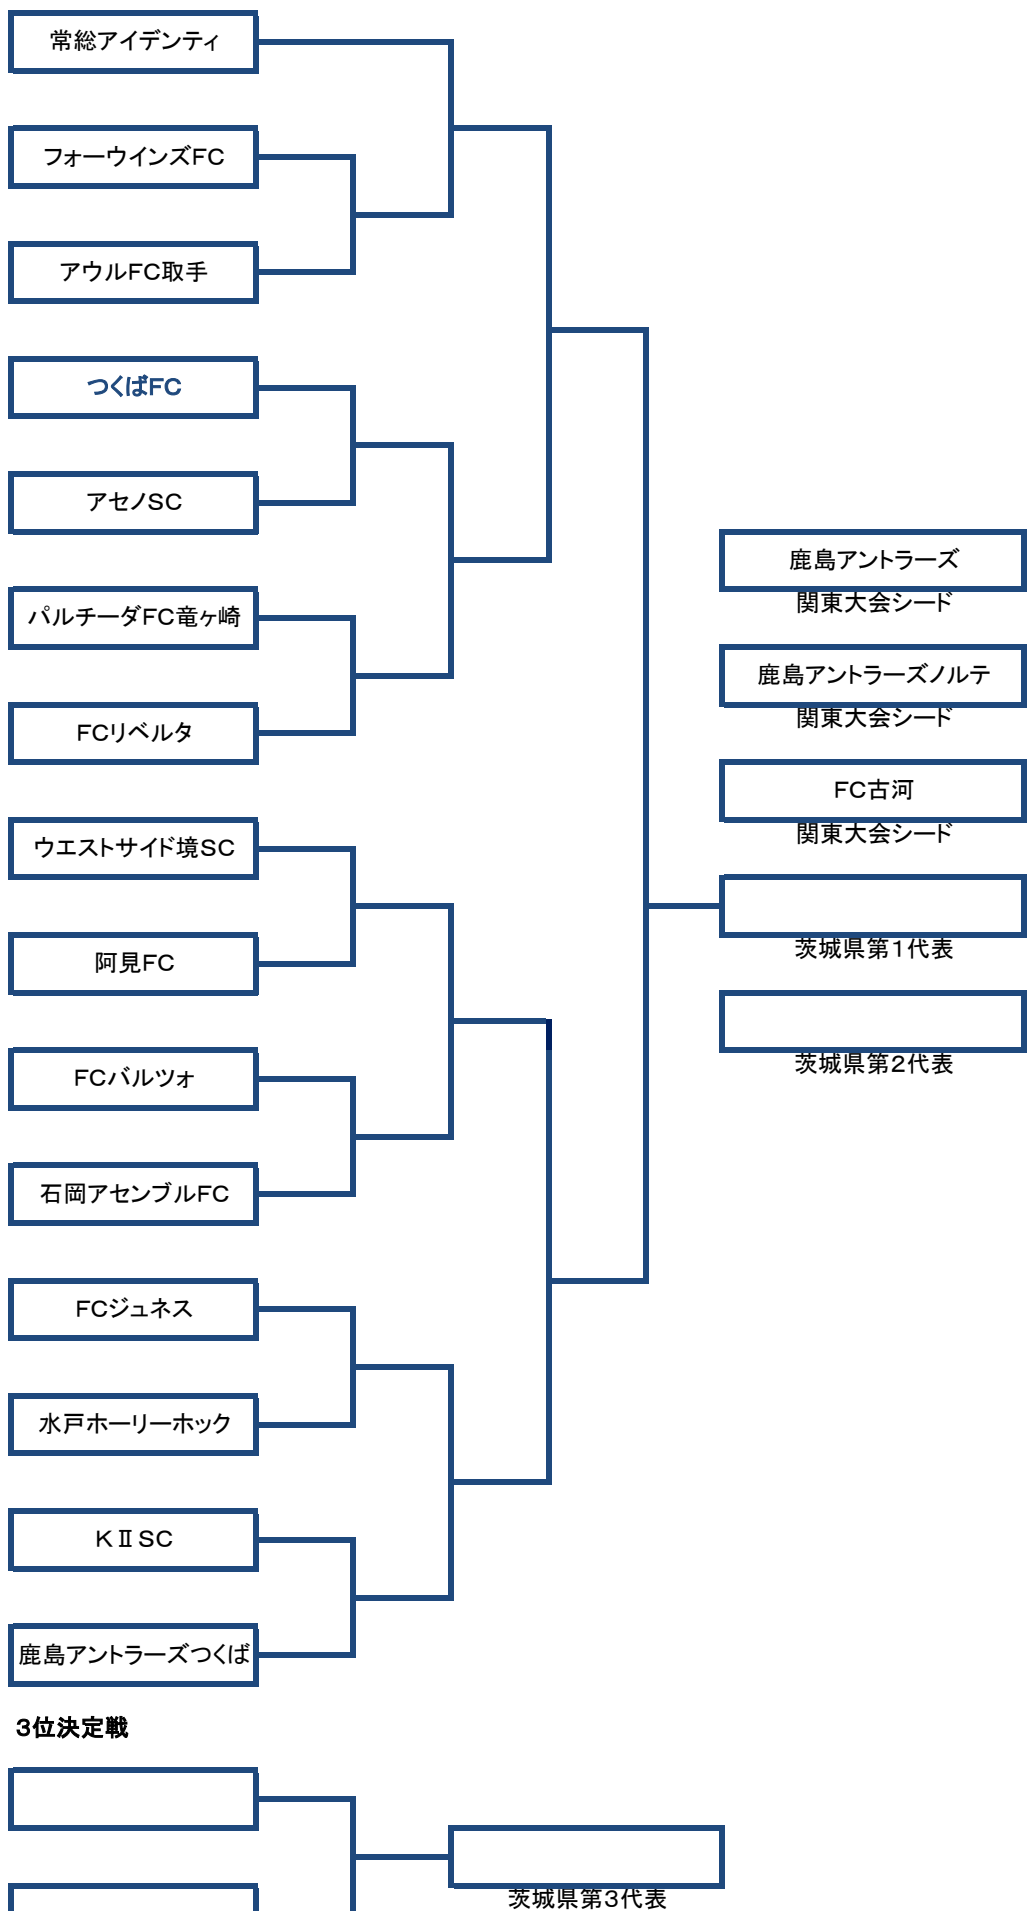 常総アイデンティ
フォーウインズFC
アウルFC取手
つくばFC
アセノSC
パルチーダFC竜ヶ崎
FCリベルタ
ウエストサイド境SC
阿見FC
FCバルツォ
石岡アセンブルFC
FCジュネス
水戸ホーリーホック
KⅡSC
鹿島アントラーズつくば
鹿島アントラーズ
関東大会シード
鹿島アントラーズノルテ
関東大会シード
FC古河
関東大会シード
茨城県第1代表
茨城県第2代表
3位決定戦
茨城県第3代表